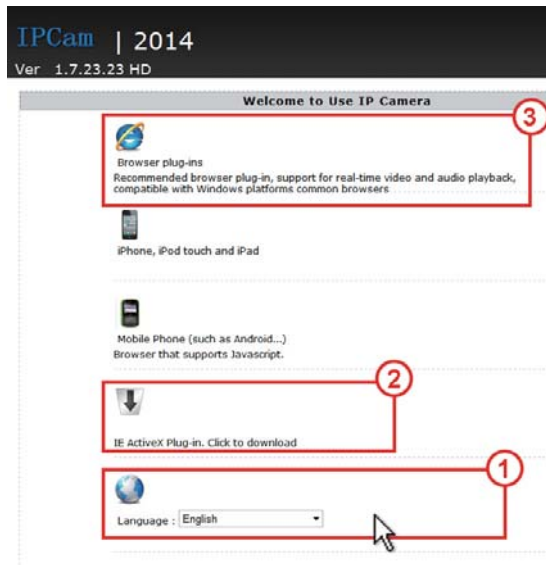 IPCam | 2014
Ver 1.7.23.23 HD
Welcome to Use IP Camera
3
Browser plug-ins
Recommended browser plug-in, support for real-time video and audio playback,
compatible with Windows platforms common browsers
iPhone, iPod touch and iPad
Mobile Phone (such as Android...)
Browser that supports Javascript.
2
IE ActiveX Plug-in. Click to download
1
Language : English